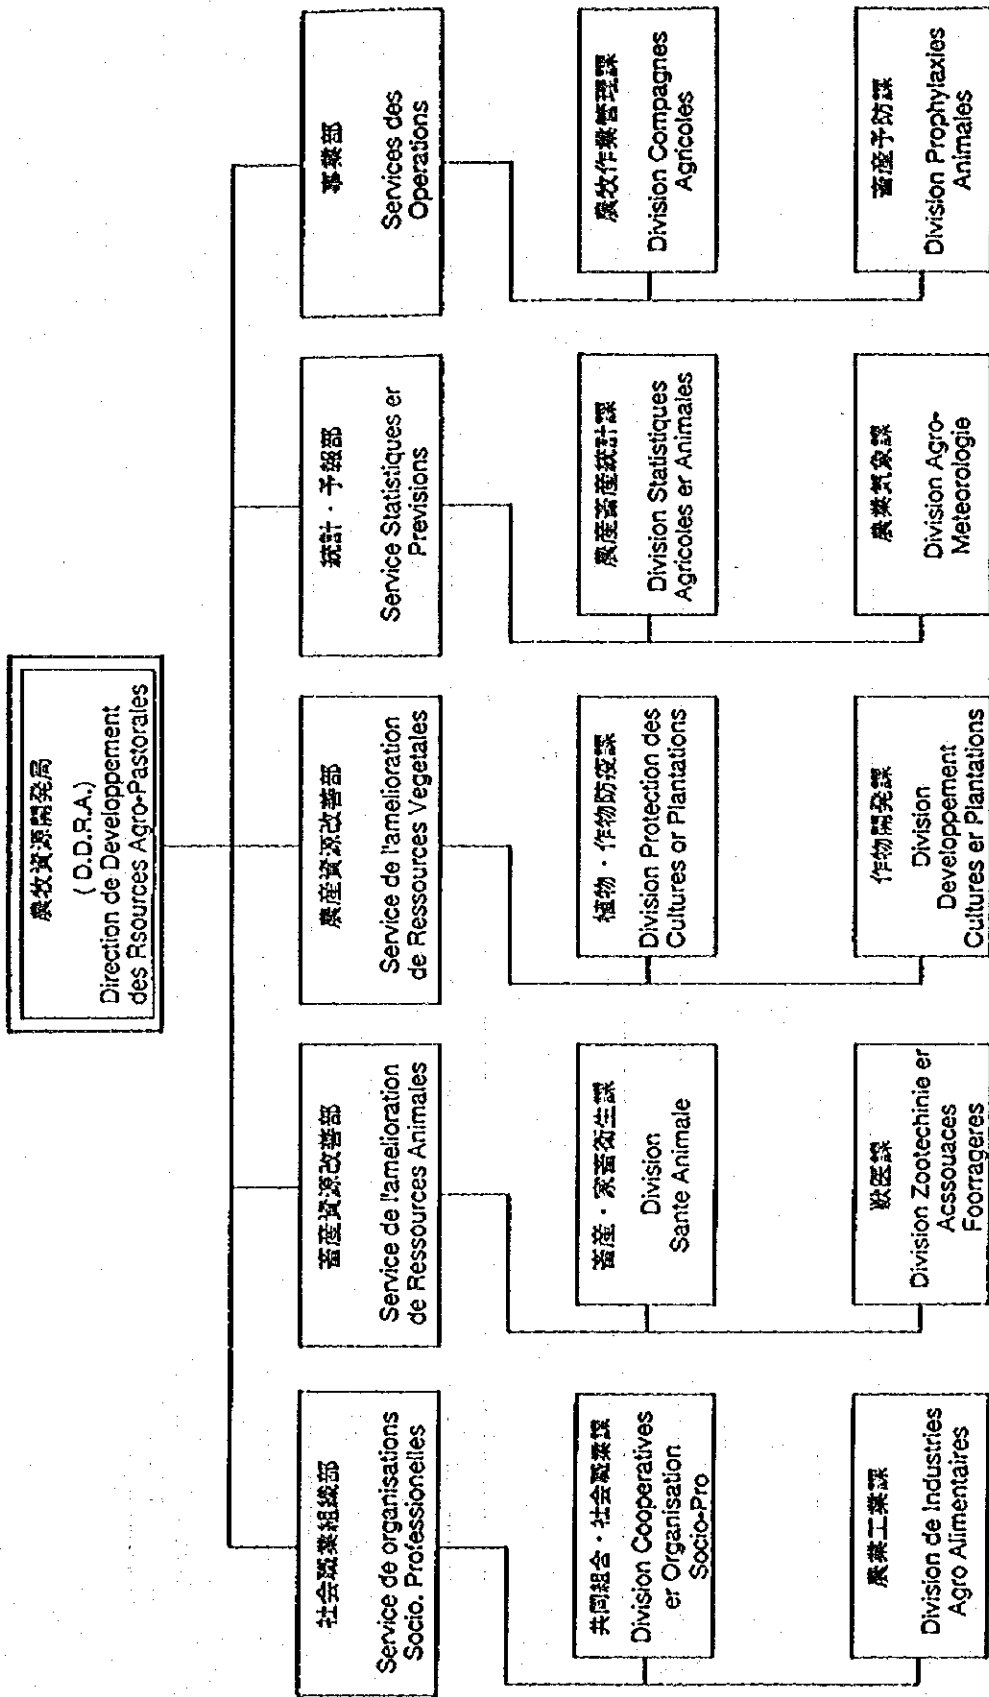 農牧資源開発局
( D.D.R.A.)
Direction de Developpement
des Rsources Agro-Pastorales
社会職業組織部
Service de organisations
Socio. Professionelles
畜産資源改善部
Service de l'amelioration
de Ressources Animales
農産資源改善部
Service de l'amelioration
de Ressources Vegetales
統計・予報部
Service Statistiques er
Previsions
事業部
Services des
Operations
共同組合・社会職業課
Division Cooperatives
er Organisation
Socio-Pro
畜産・家畜衛生課
Division
Sante Animale
植物・作物防疫課
Division Protection des
Cultures or Plantations
農産畜産統計課
Division Statistiques
Agricoles er Animales
農牧作業管理課
Division Compagnes
Agricoles
農業工業課
Division de Industries
Agro Alimentaires
獣医課
Division Zootechinie er
Acssouaces
Foorrageres
作物開発課
Division
Developpement
Cultures er Plantations
農業気象課
Division Agro-
Meteorologie
畜産予防課
Division Prophylaxies
Animales